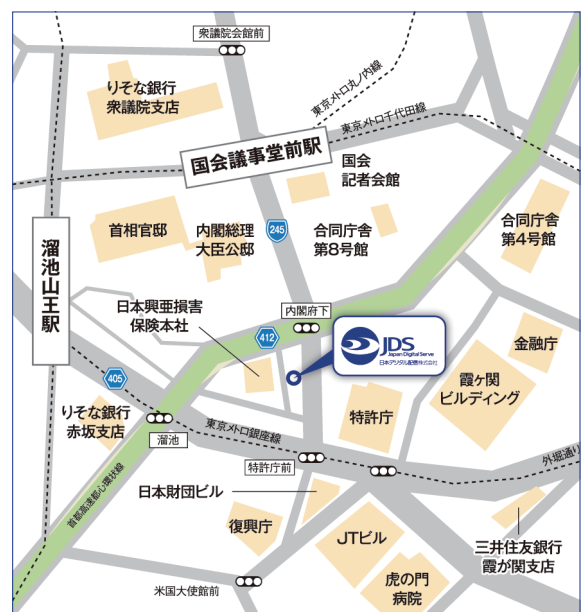 衆議院会館前
りそな銀行
衆議院支店
東京メトロ丸ノ内線
東京メトロ千代田線
国会議事堂前駅
国会
記者会館
首相官邸
内閣総理
大臣公邸
245
合同庁舎
第8号館
合同庁舎
第4号館
溜池山王駅
日本興亜損害
保険本社
内閣府下
412
JDS
Japan Digital Serve
日本デジタル配信株式会社
金融庁
霞ヶ関
ビルディング
405
りそな銀行
赤坂支店
溜池
東京メトロ銀座線
特許庁
特許庁前
外堀通り
首都高速都心環状線
日本財団ビル
復興庁
JTビル
三井住友銀行
霞が関支店
米国大使館前
虎の門
病院